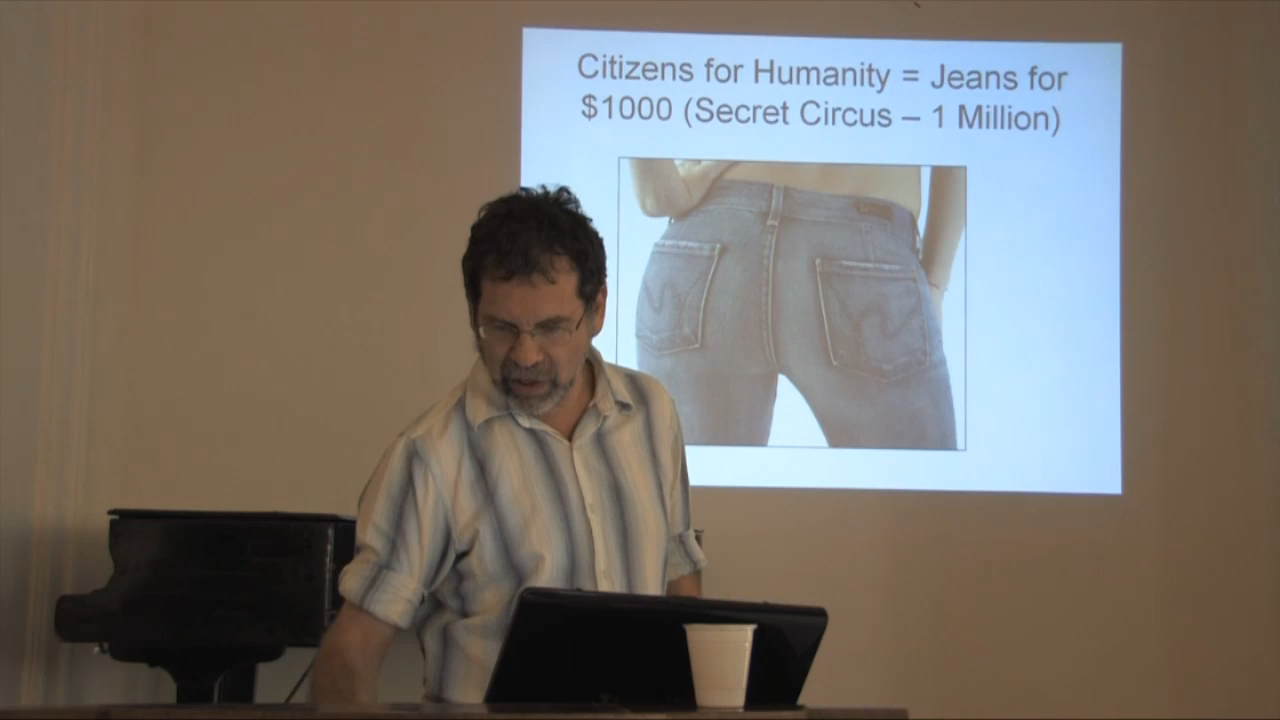 Citizens for Humanity = Jeans for
$1000 (Secret Circus – 1 Million)